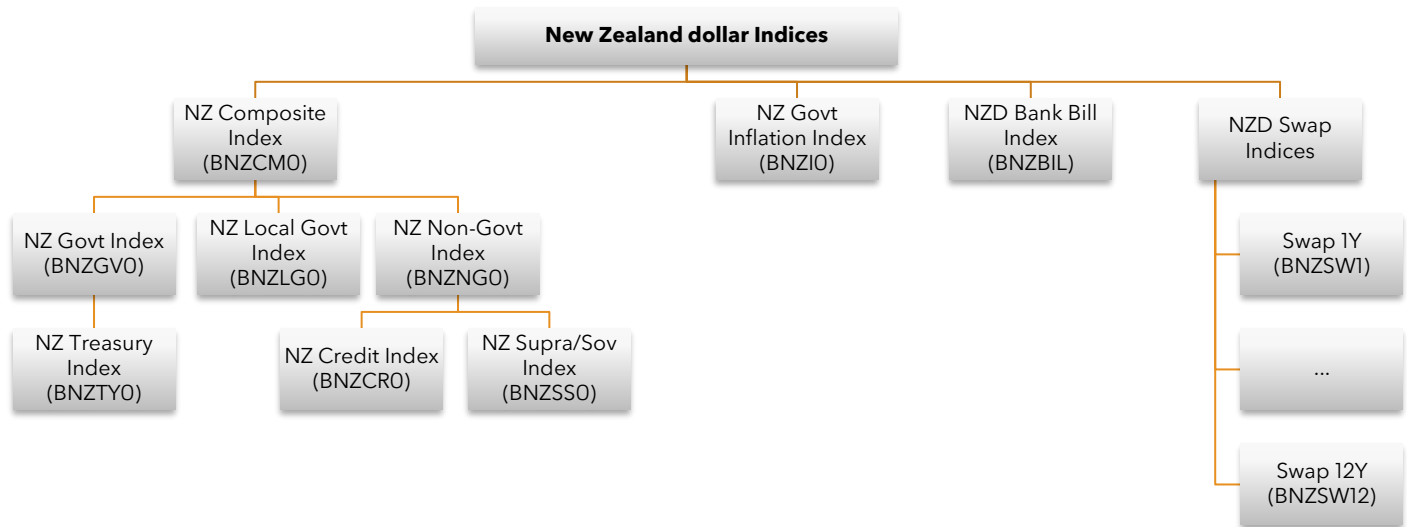 New Zealand dollar Indices
NZ Composite
Index
(BNZCM0)
NZ Govt
Inflation Index
(BNZI0)
NZD Bank Bill
Index
(BNZBIL)
NZD Swap
Indices
NZ Govt Index
(BNZGV0)
NZ Local Govt
Index
(BNZLG0)
NZ Non-Govt
Index
(BNZNG0)
Swap 1Y
(BNZSW1)
NZ Treasury
Index
(BNZTY0)
NZ Credit Index
(BNZCR0)
NZ Supra/Sov
Index
(BNZSS0)
...
Swap 12Y
(BNZSW12)